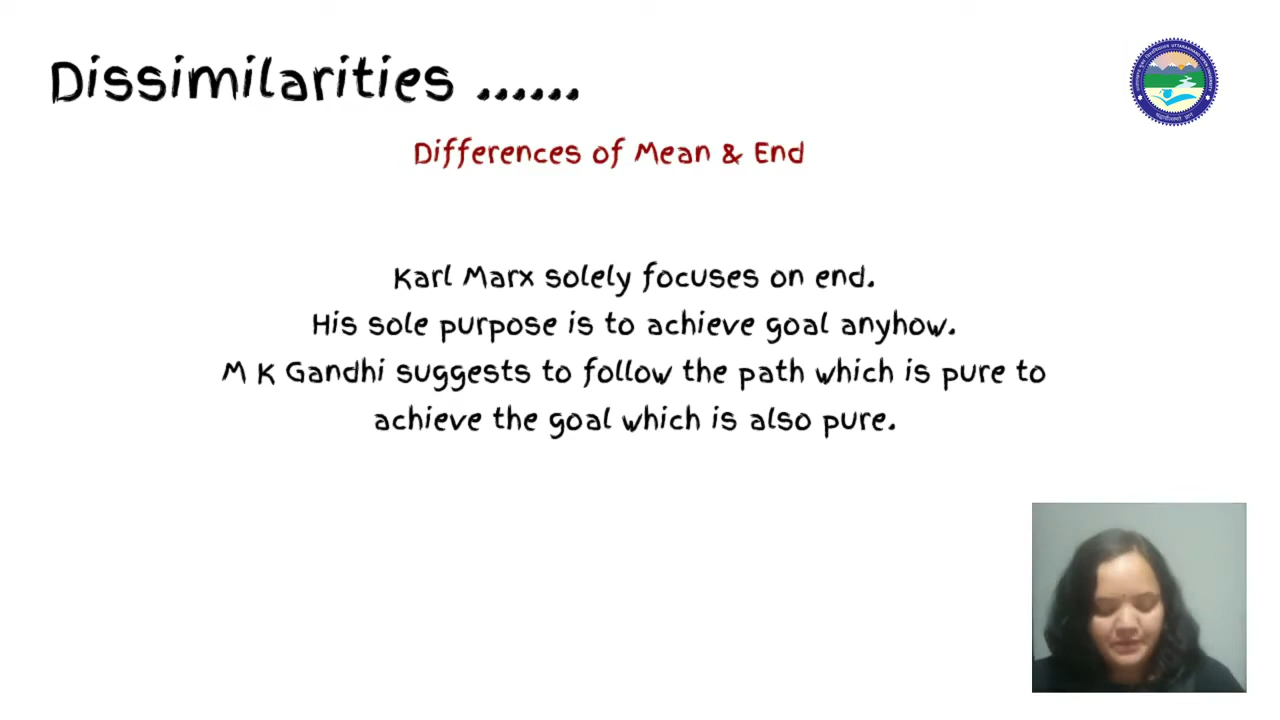 Dissimilarities ......
Differences of Mean & End
Karl Marx solely focuses on end.
His sole purpose is to achieve goal anyhow.
M K Gandhi suggests to follow the path which is pure to
achieve the goal which is also pure.